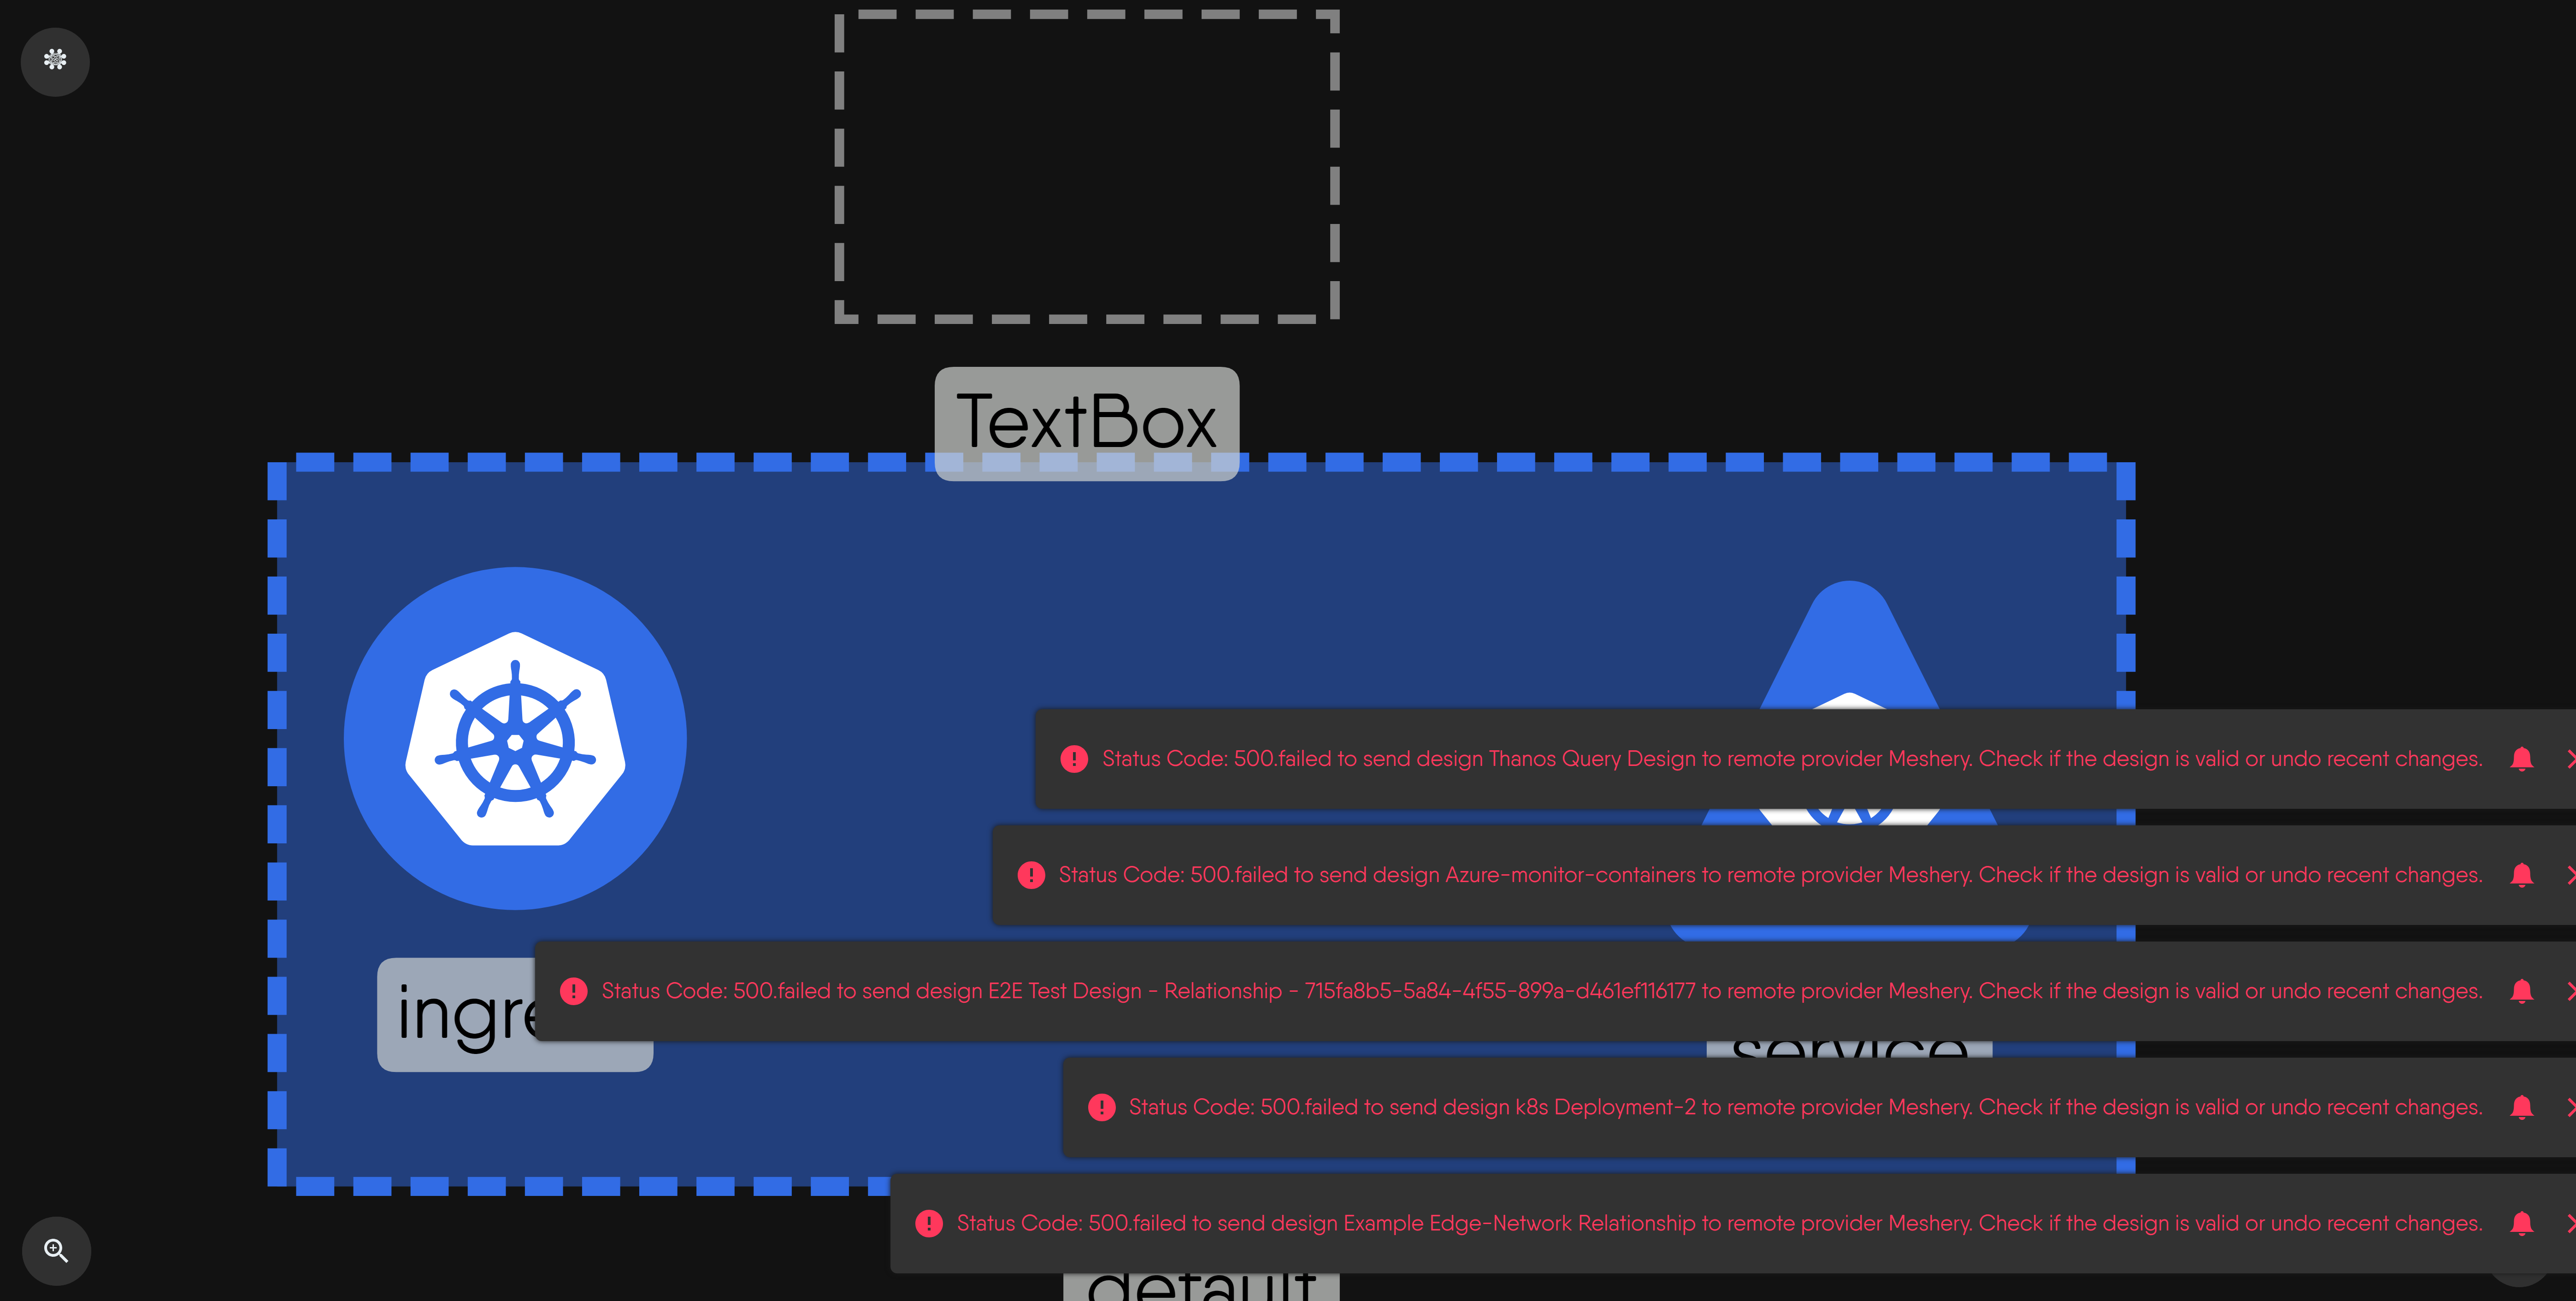 TextBox
Status Code: 500.failed to send design Thanos Query Design to remote provider Meshery. Check if the design is valid or undo recent changes.
Status Code: 500.failed to send design Azure-monitor-containers to remote provider Meshery. Check if the design is valid or undo recent changes.
Status Code: 500.failed to send design E2E Test Design - Relationship - 715fa8b5-5a84-4f55-899a-d461ef116177 to remote provider Meshery. Check if the design is valid or undo recent changes.
ingre
service
Status Code: 500.failed to send design k8s Deployment-2 to remote provider Meshery. Check if the design is valid or undo recent changes.
Status Code: 500.failed to send design Example Edge-Network Relationship to remote provider Meshery. Check if the design is valid or undo recent changes.
default